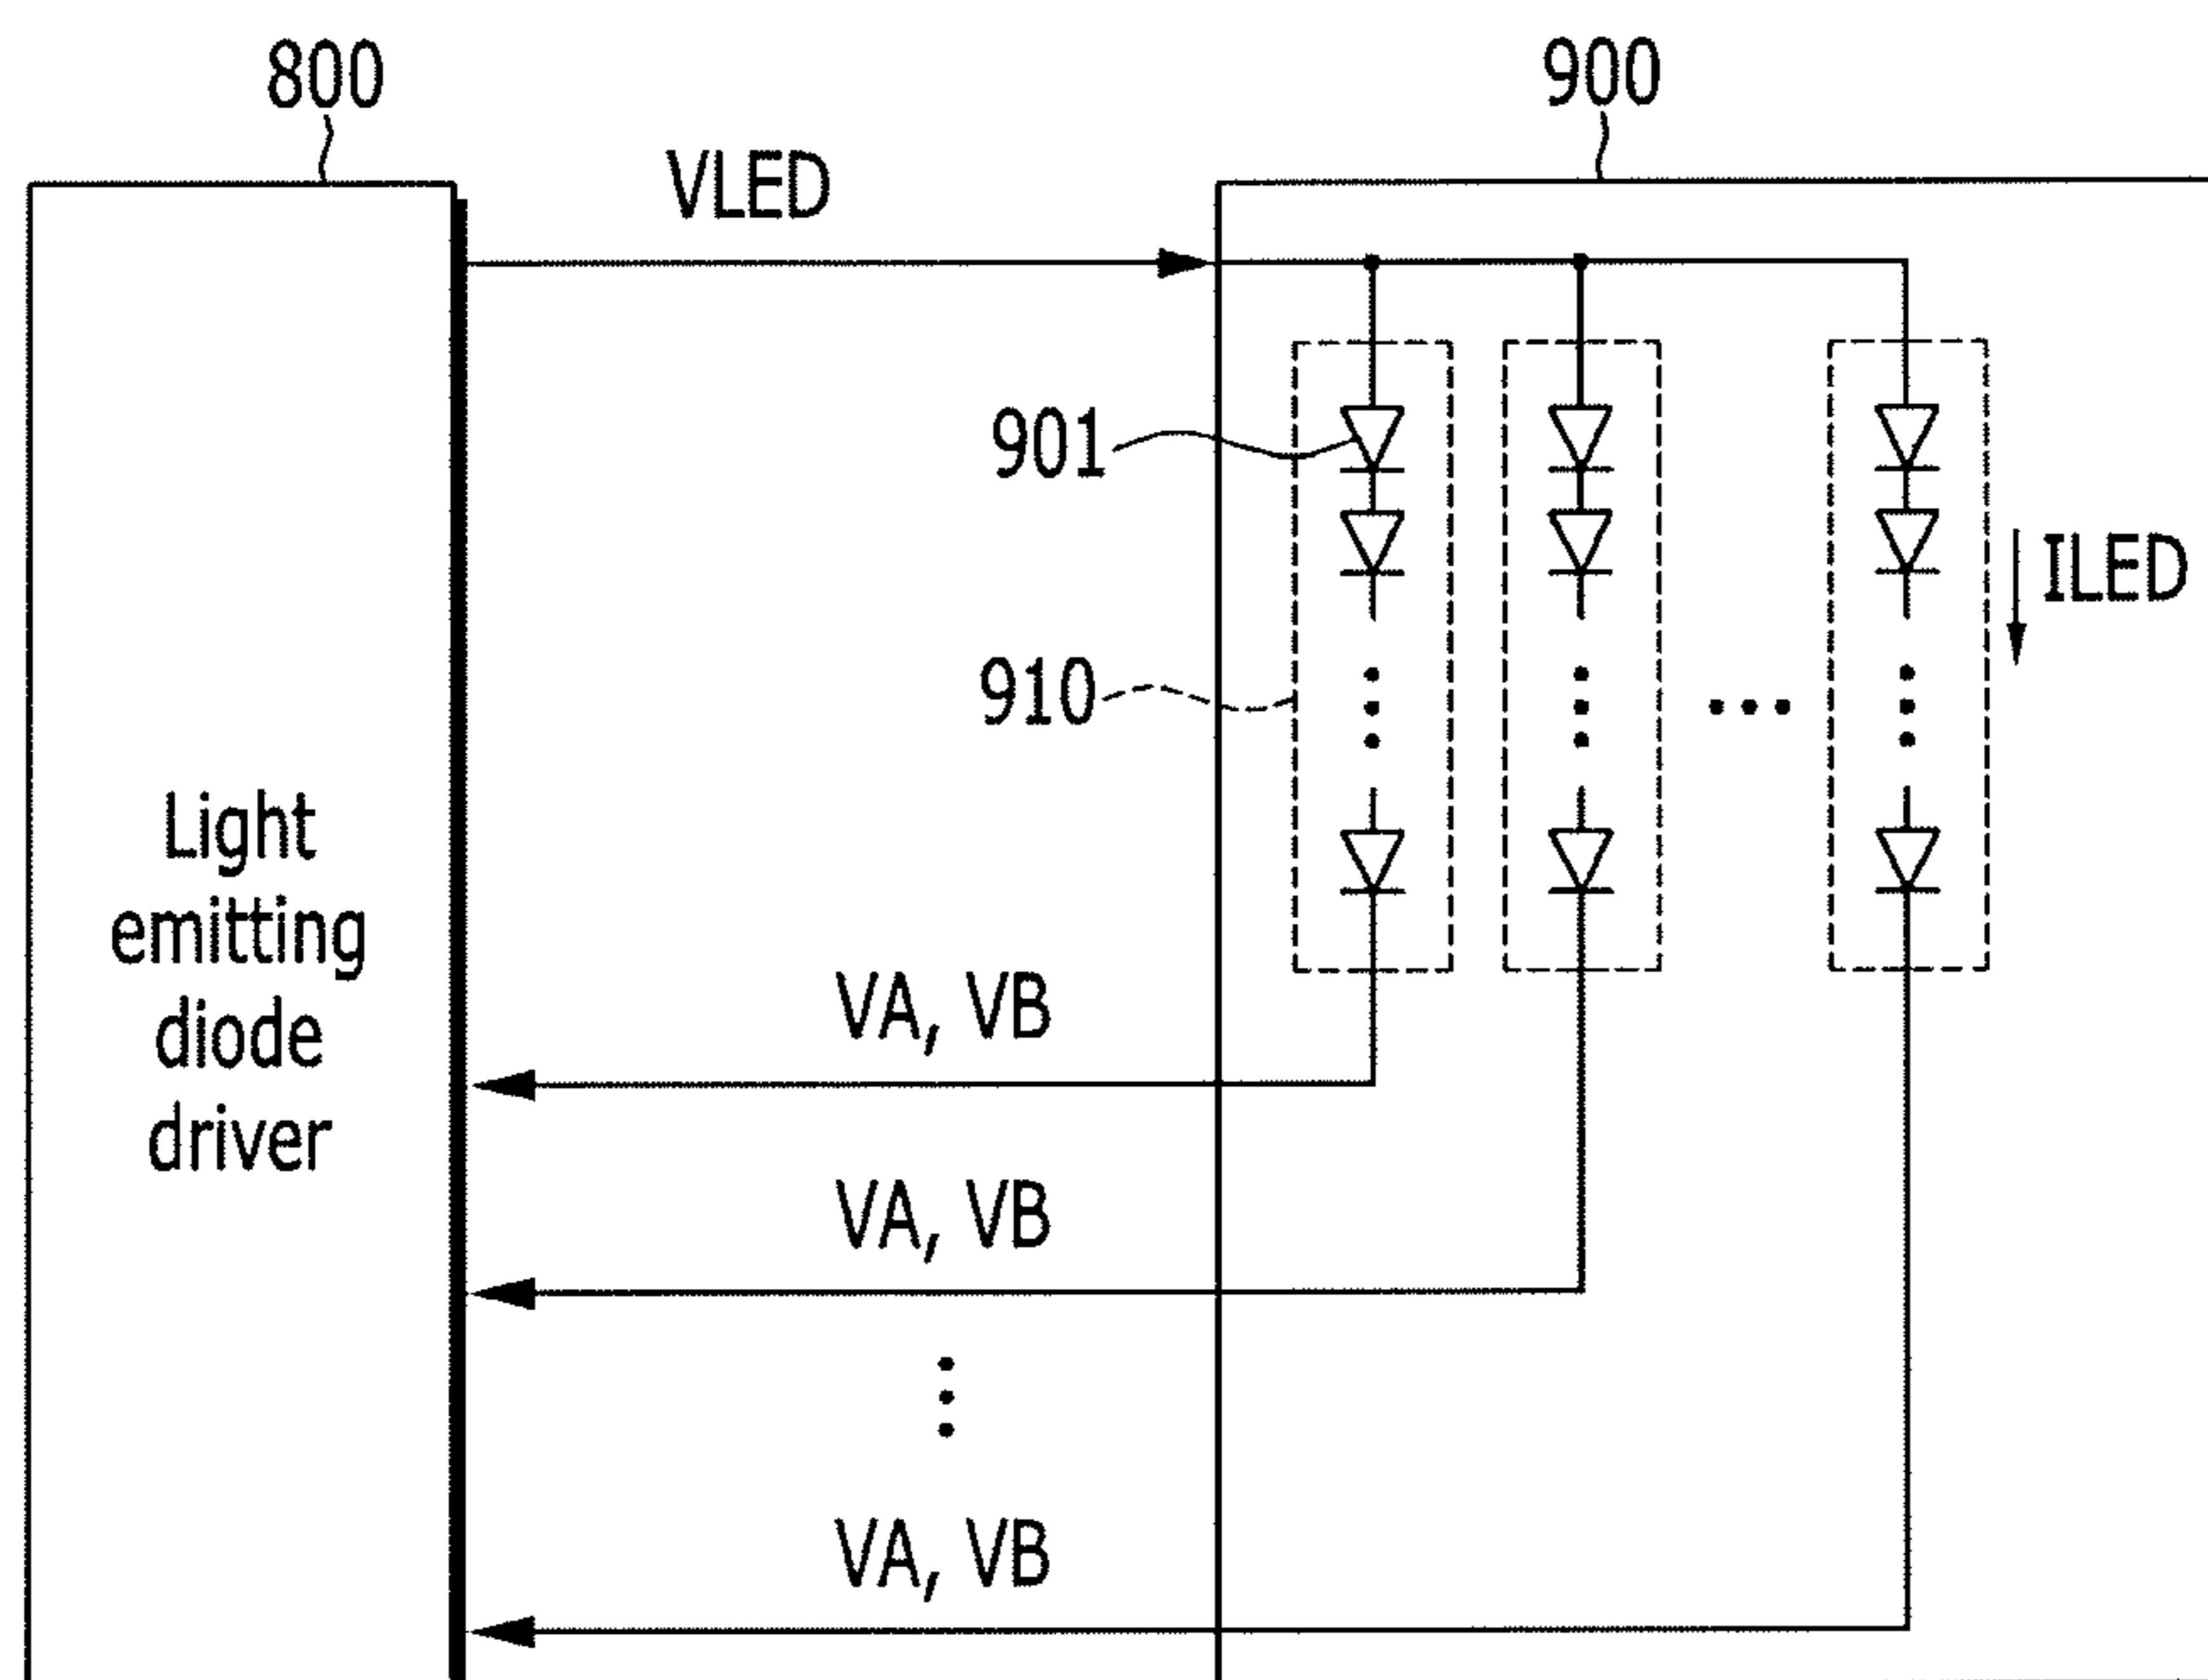 800
900
VLED
901
ILED
910
Light
emitting
diode
driver
VA, VB
VA, VB
VA, VB